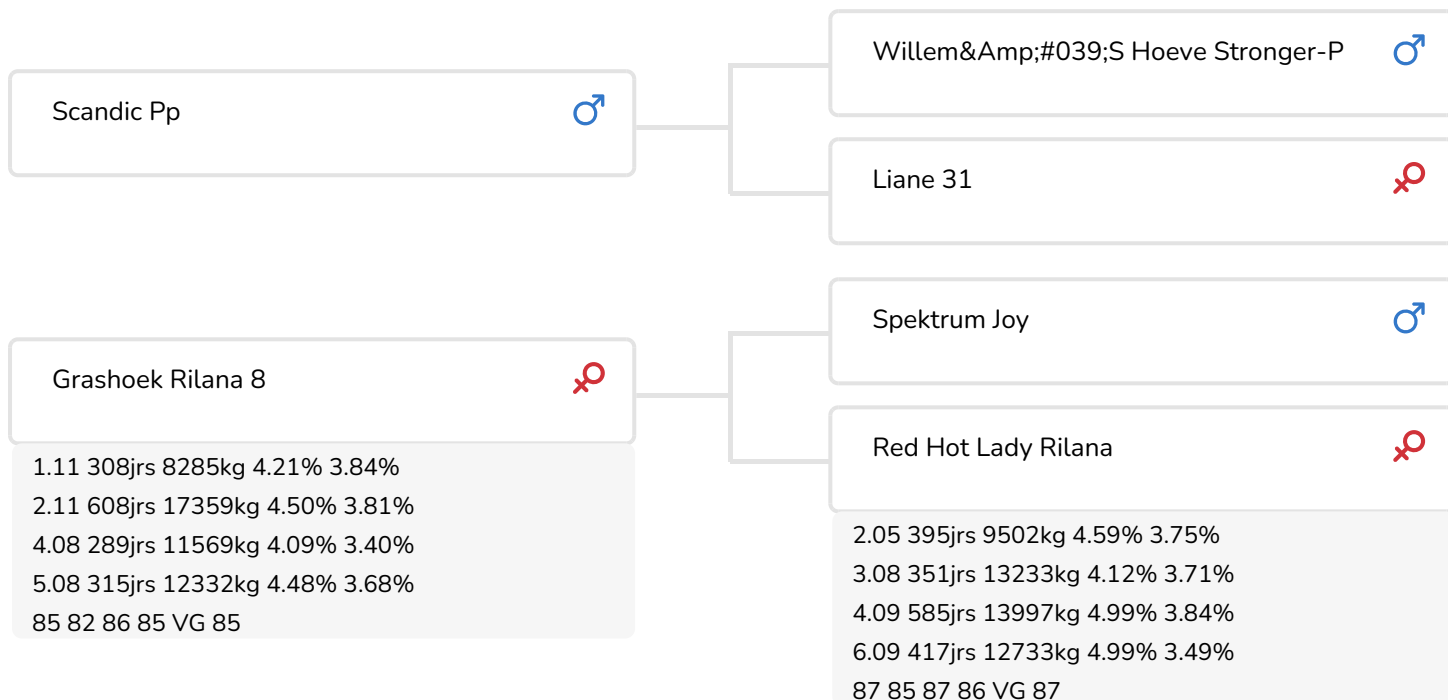 Scandic Pp
Grashoek Rilana 8
1.11 308jrs 8285kg 4.21% 3.84%
2.11 608jrs 17359kg 4.50% 3.81%
4.08 289jrs 11569kg 4.09% 3.40%
5.08 315jrs 12332kg 4.48% 3.68%
85 82 86 85 VG 85
Willem&Amp;#039;S Hoeve Stronger-P
Liane 31
Spektrum Joy
Red Hot Lady Rilana
2.05 395jrs 9502kg 4.59% 3.75%
3.08 351jrs 13233kg 4.12% 3.71%
4.09 585jrs 13997kg 4.99% 3.84%
6.09 417jrs 12733kg 4.99% 3.49%
87 85 87 86 VG 87